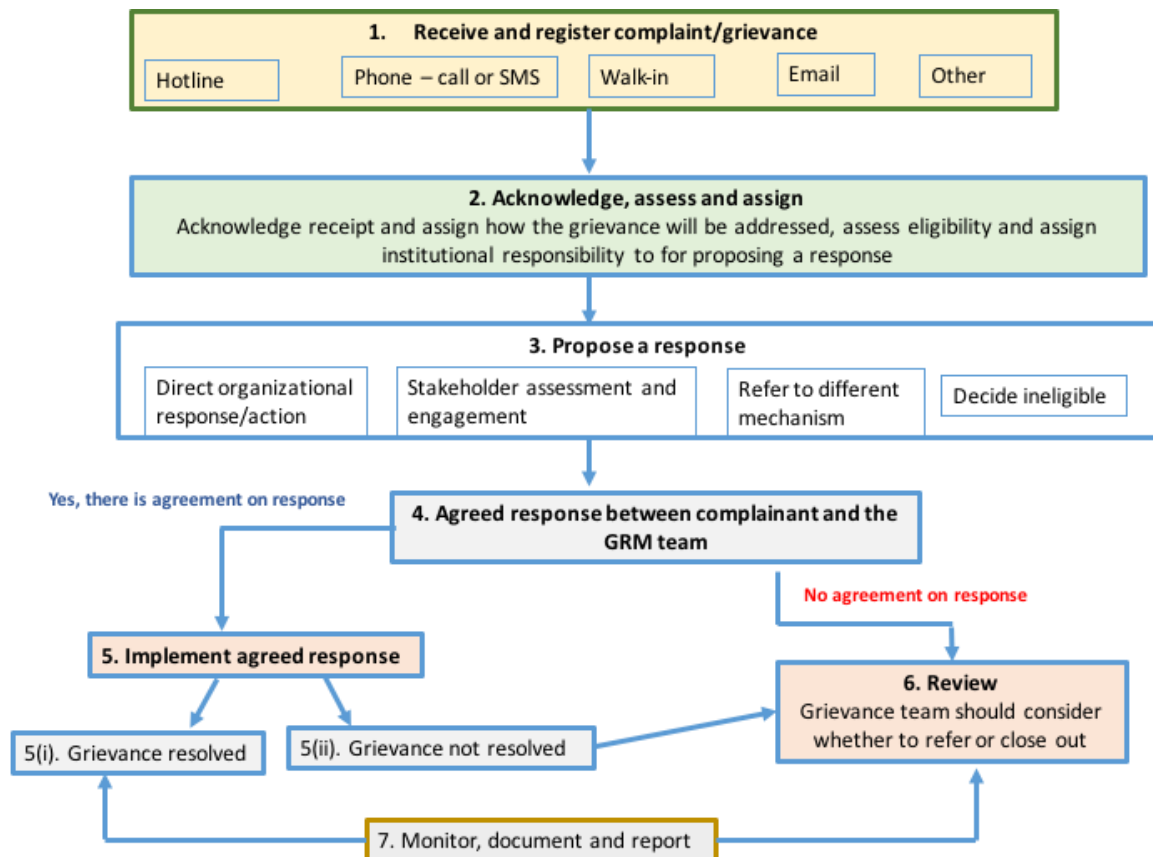 1. Receive and register complaint/grievance
Hotline
Phone – call or SMS
Walk-in
Email
Other
2. Acknowledge, assess and assign
Acknowledge receipt and assign how the grievance will be addressed, assess eligibility and assign
institutional responsibility to for proposing a response
3. Propose a response
Direct organizational
response/action
Stakeholder assessment and
engagement
Refer to different
mechanism
Decide ineligible
Yes, there is agreement on response
4. Agreed response between complainant and the
GRM team
No agreement on response
5. Implement agreed response
6. Review
Grievance team should consider
whether to refer or close out
5(i). Grievance resolved
5(ii). Grievance not resolved
7. Monitor, document and report